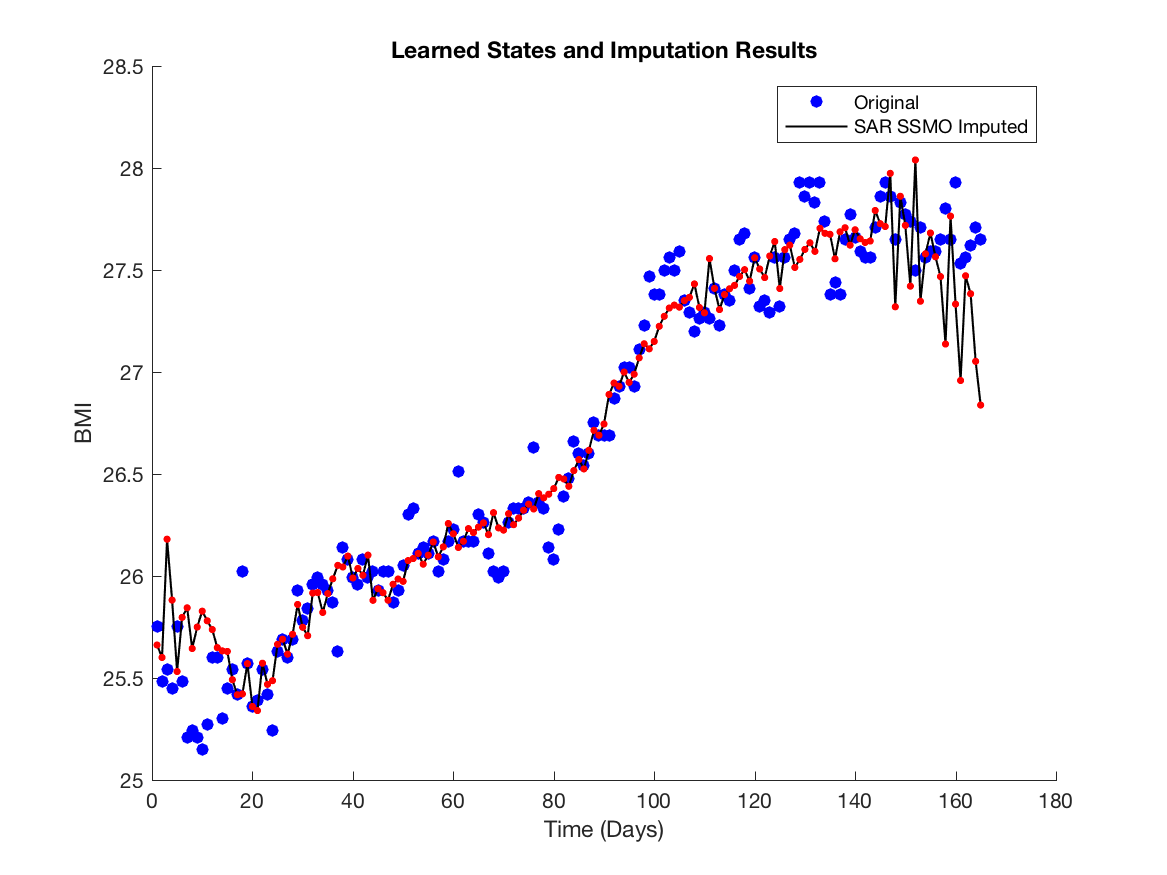 Learned States and Imputation Results
28.5
28
27.5
27
26.5
26
25.5
25
BMI
Original
SAR SSMO Imputed
0 20 40 60 80 100 120 140 160 180
Time (Days)